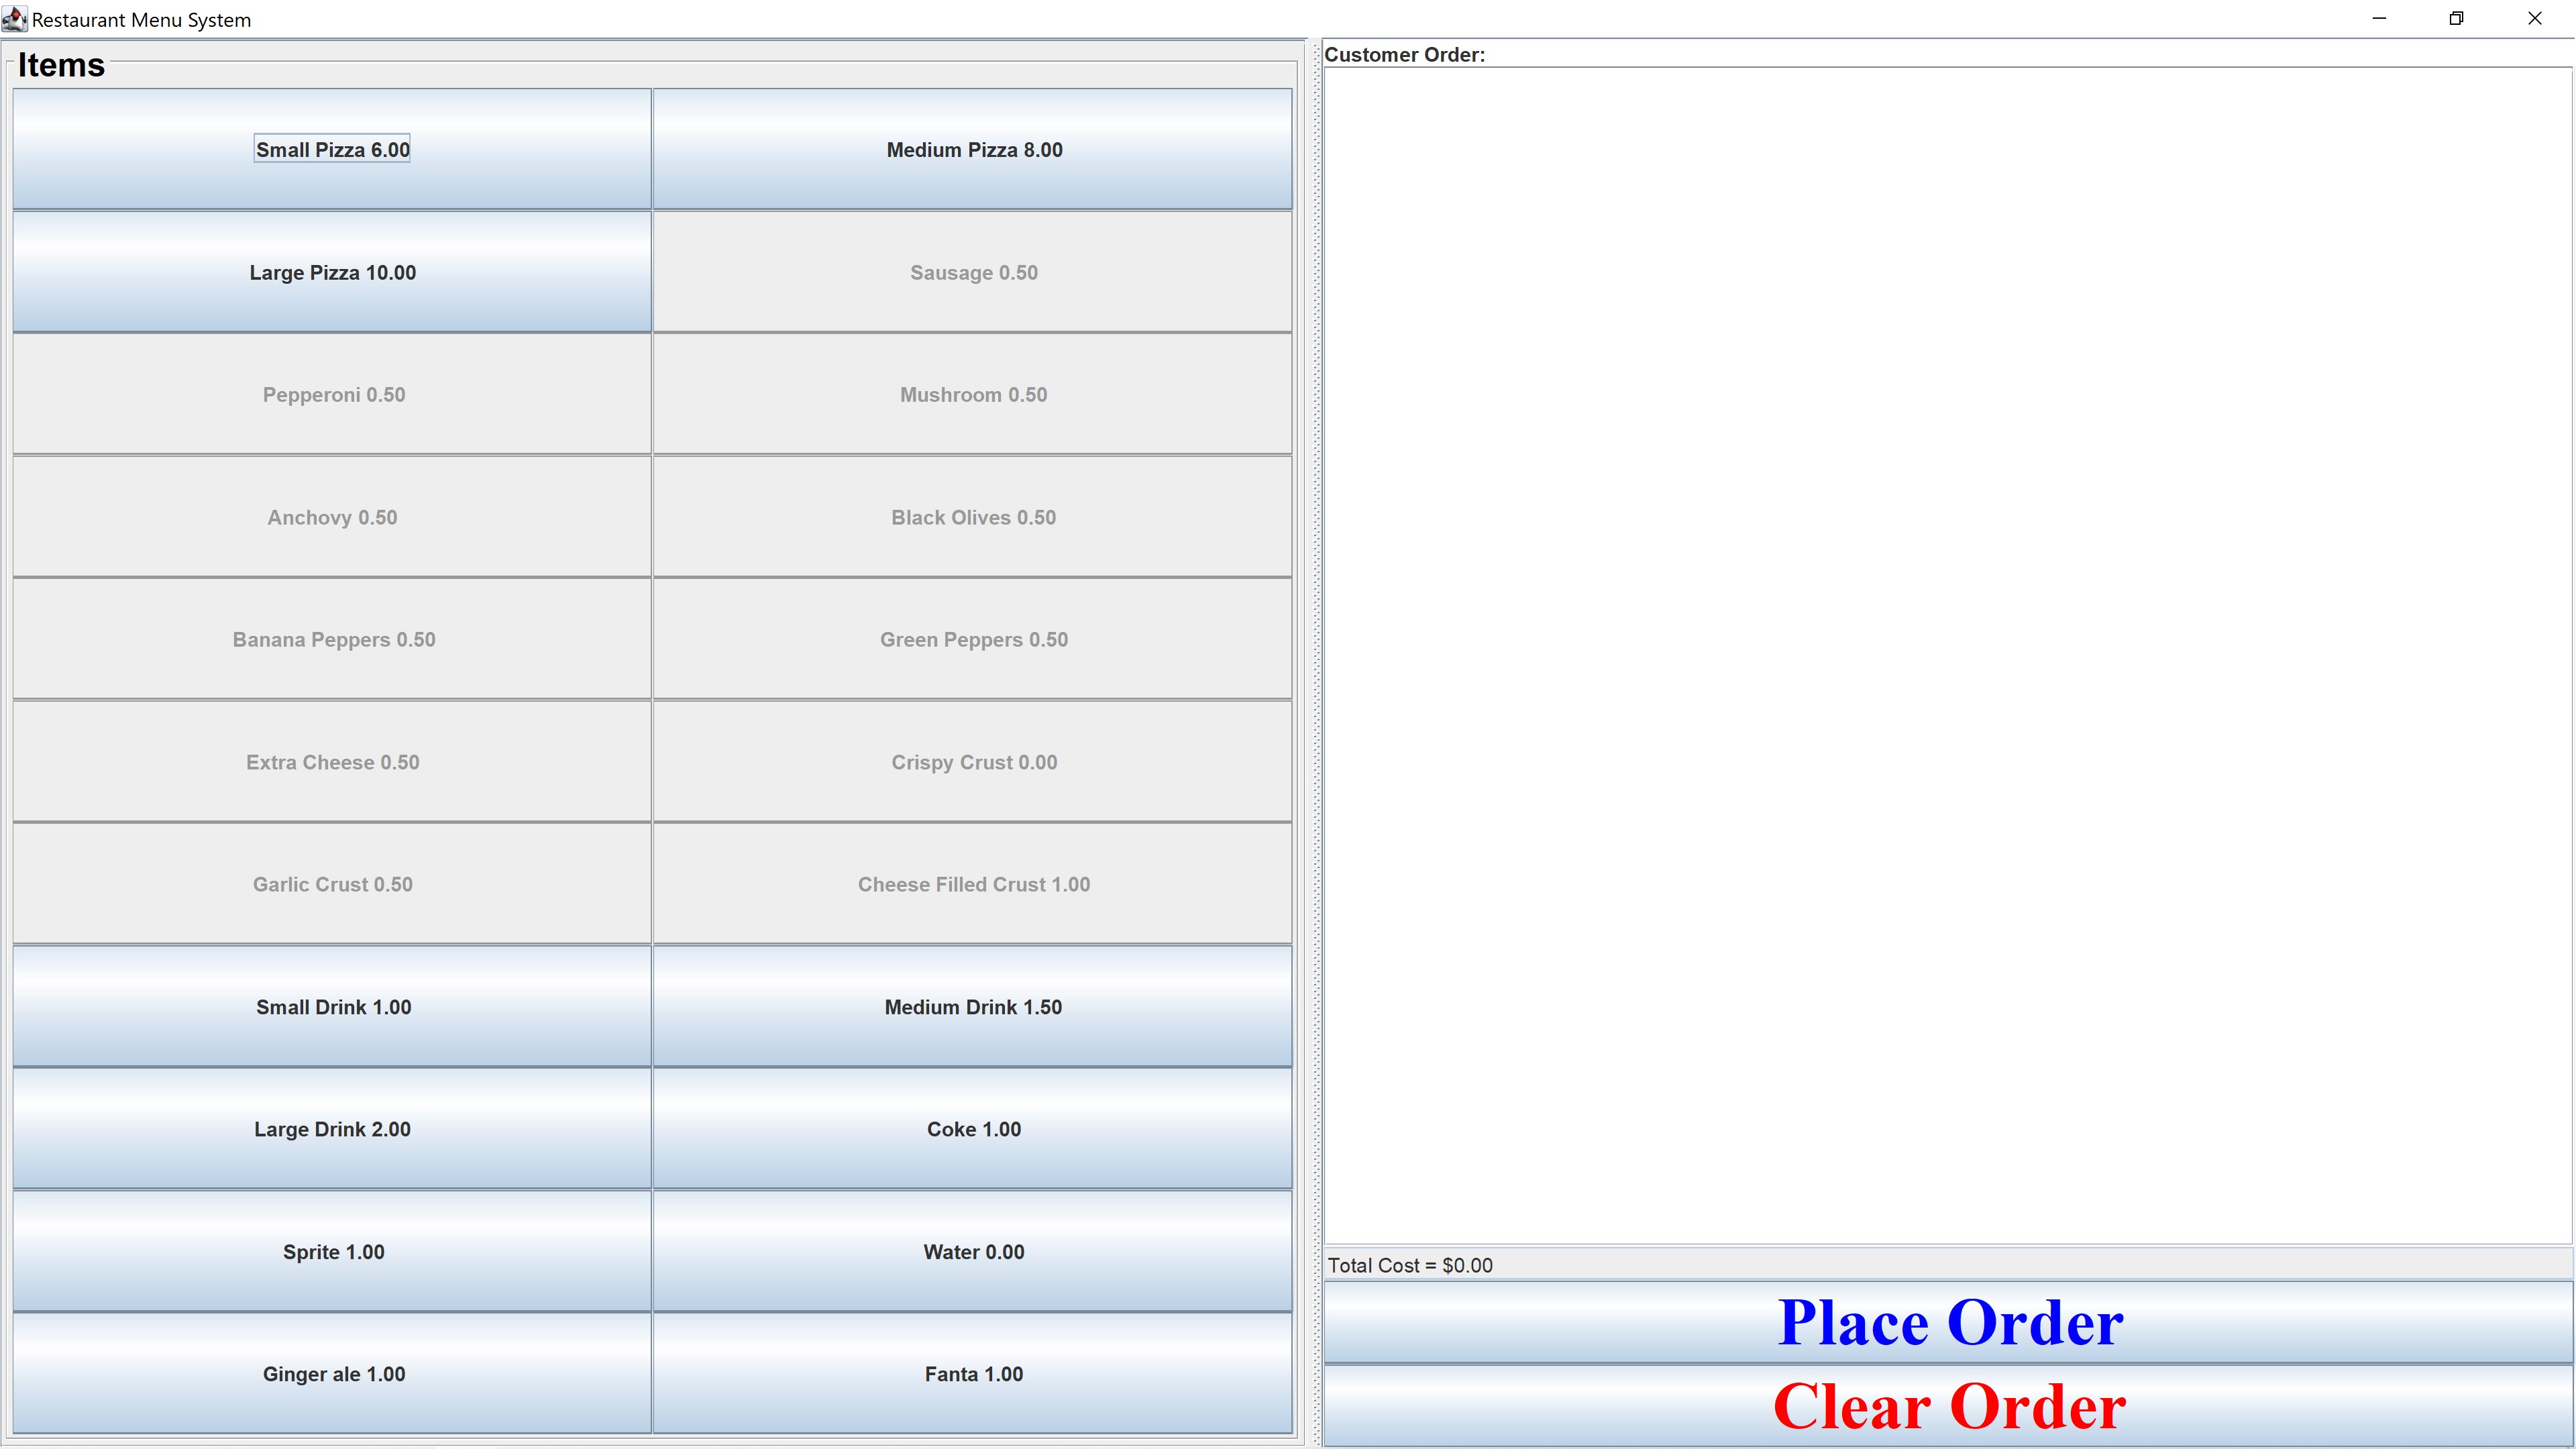 Restaurant Menu System
Items
Small Pizza 6.00
Medium Pizza 8.00
Large Pizza 10.00
Sausage 0.50
Pepperoni 0.50
Mushroom 0.50
Anchovy 0.50
Black Olives 0.50
Banana Peppers 0.50
Green Peppers 0.50
Extra Cheese 0.50
Crispy Crust 0.00
Garlic Crust 0.50
Cheese Filled Crust 1.00
Small Drink 1.00
Medium Drink 1.50
Large Drink 2.00
Coke 1.00
Sprite 1.00
Water 0.00
Ginger ale 1.00
Fanta 1.00
Customer Order:
Total Cost = $0.00
Place Order
Clear Order